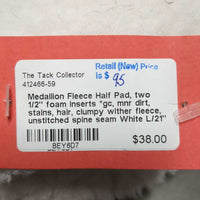 Retail (New) Price
is $ 95
The Tack Collector
412466-59
Medallion Fleece Half Pad, two
1/2" foam inserts *gc, mnr dirt,
stains, hair, clumpy wither fleece,
unstitched spine seam White L/21"
$38.00
BEY6D7